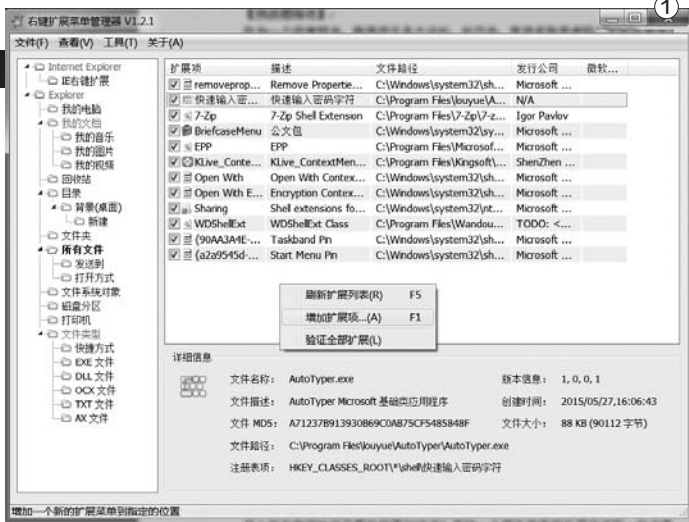 ①
右键扩展菜单管理器 V1.2.1
文件(F) 查看(V) 工具(T) 关于(A)
Internet Explorer
IE右键扩展
Explorer
我的电脑
我的文档
我的音乐
我的图片
我的视频
回收站
目录
背景(桌面)
新建
文件夹
所有文件
发送到
打开方式
文件系统对象
磁盘分区
打印机
文件类型
快捷方式
EXE 文件
DLL 文件
OCX 文件
TXT 文件
AX 文件
扩展项 描述 文件路径 发行公司 微软...
removeprop... Remove Propertie... C:\Windows\system32\sh... Microsoft ...
快速输入密... 快速输入密码字符 C:\Program Files\louyue\A... N/A
7-Zip 7-Zip Shell Extension C:\Program Files\7-Zip\7-z... Igor Pavlov
BriefcaseMenu 公文包 C:\Windows\system32\sy... Microsoft ...
EPP EPP C:\Program Files\Microsof... Microsoft ...
KLive_Conte... KLive_ContextMen... C:\Program Files\Kingsoft\... ShenZhen ...
Open With Open With Contex... C:\Windows\system32\sh... Microsoft ...
Open With E... Encryption Contex... C:\Windows\system32\sh... Microsoft ...
Sharing Shell extensions fo... C:\Windows\system32\nt... Microsoft ...
WDShellExt WDShellExt Class C:\Program Files\Wandou... TODO: <...
{90AA3A4E-... Taskband Pin C:\Windows\system32\sh... Microsoft ...
{a2a9545d-... Start Menu Pin C:\Windows\system32\sh... Microsoft ...
刷新扩展列表(R) F5
增加扩展项...(A) F1
验证全部扩展(L)
详细信息
文件名称: AutoTyper.exe 版本信息: 1, 0, 0, 1
文件描述: AutoTyper Microsoft 基础类应用程序 创建时间: 2015/05/27,16:06:43
文件 MD5: A71237B913930B69C0AB75CF5485848F 文件大小: 88 KB (90112 字节)
文件路径: C:\Program Files\louyue\AutoTyper\AutoTyper.exe
注册表项: HKEY_CLASSES_ROOT\*\shell\快速输入密码字符
增加一个新的扩展菜单到指定的位置